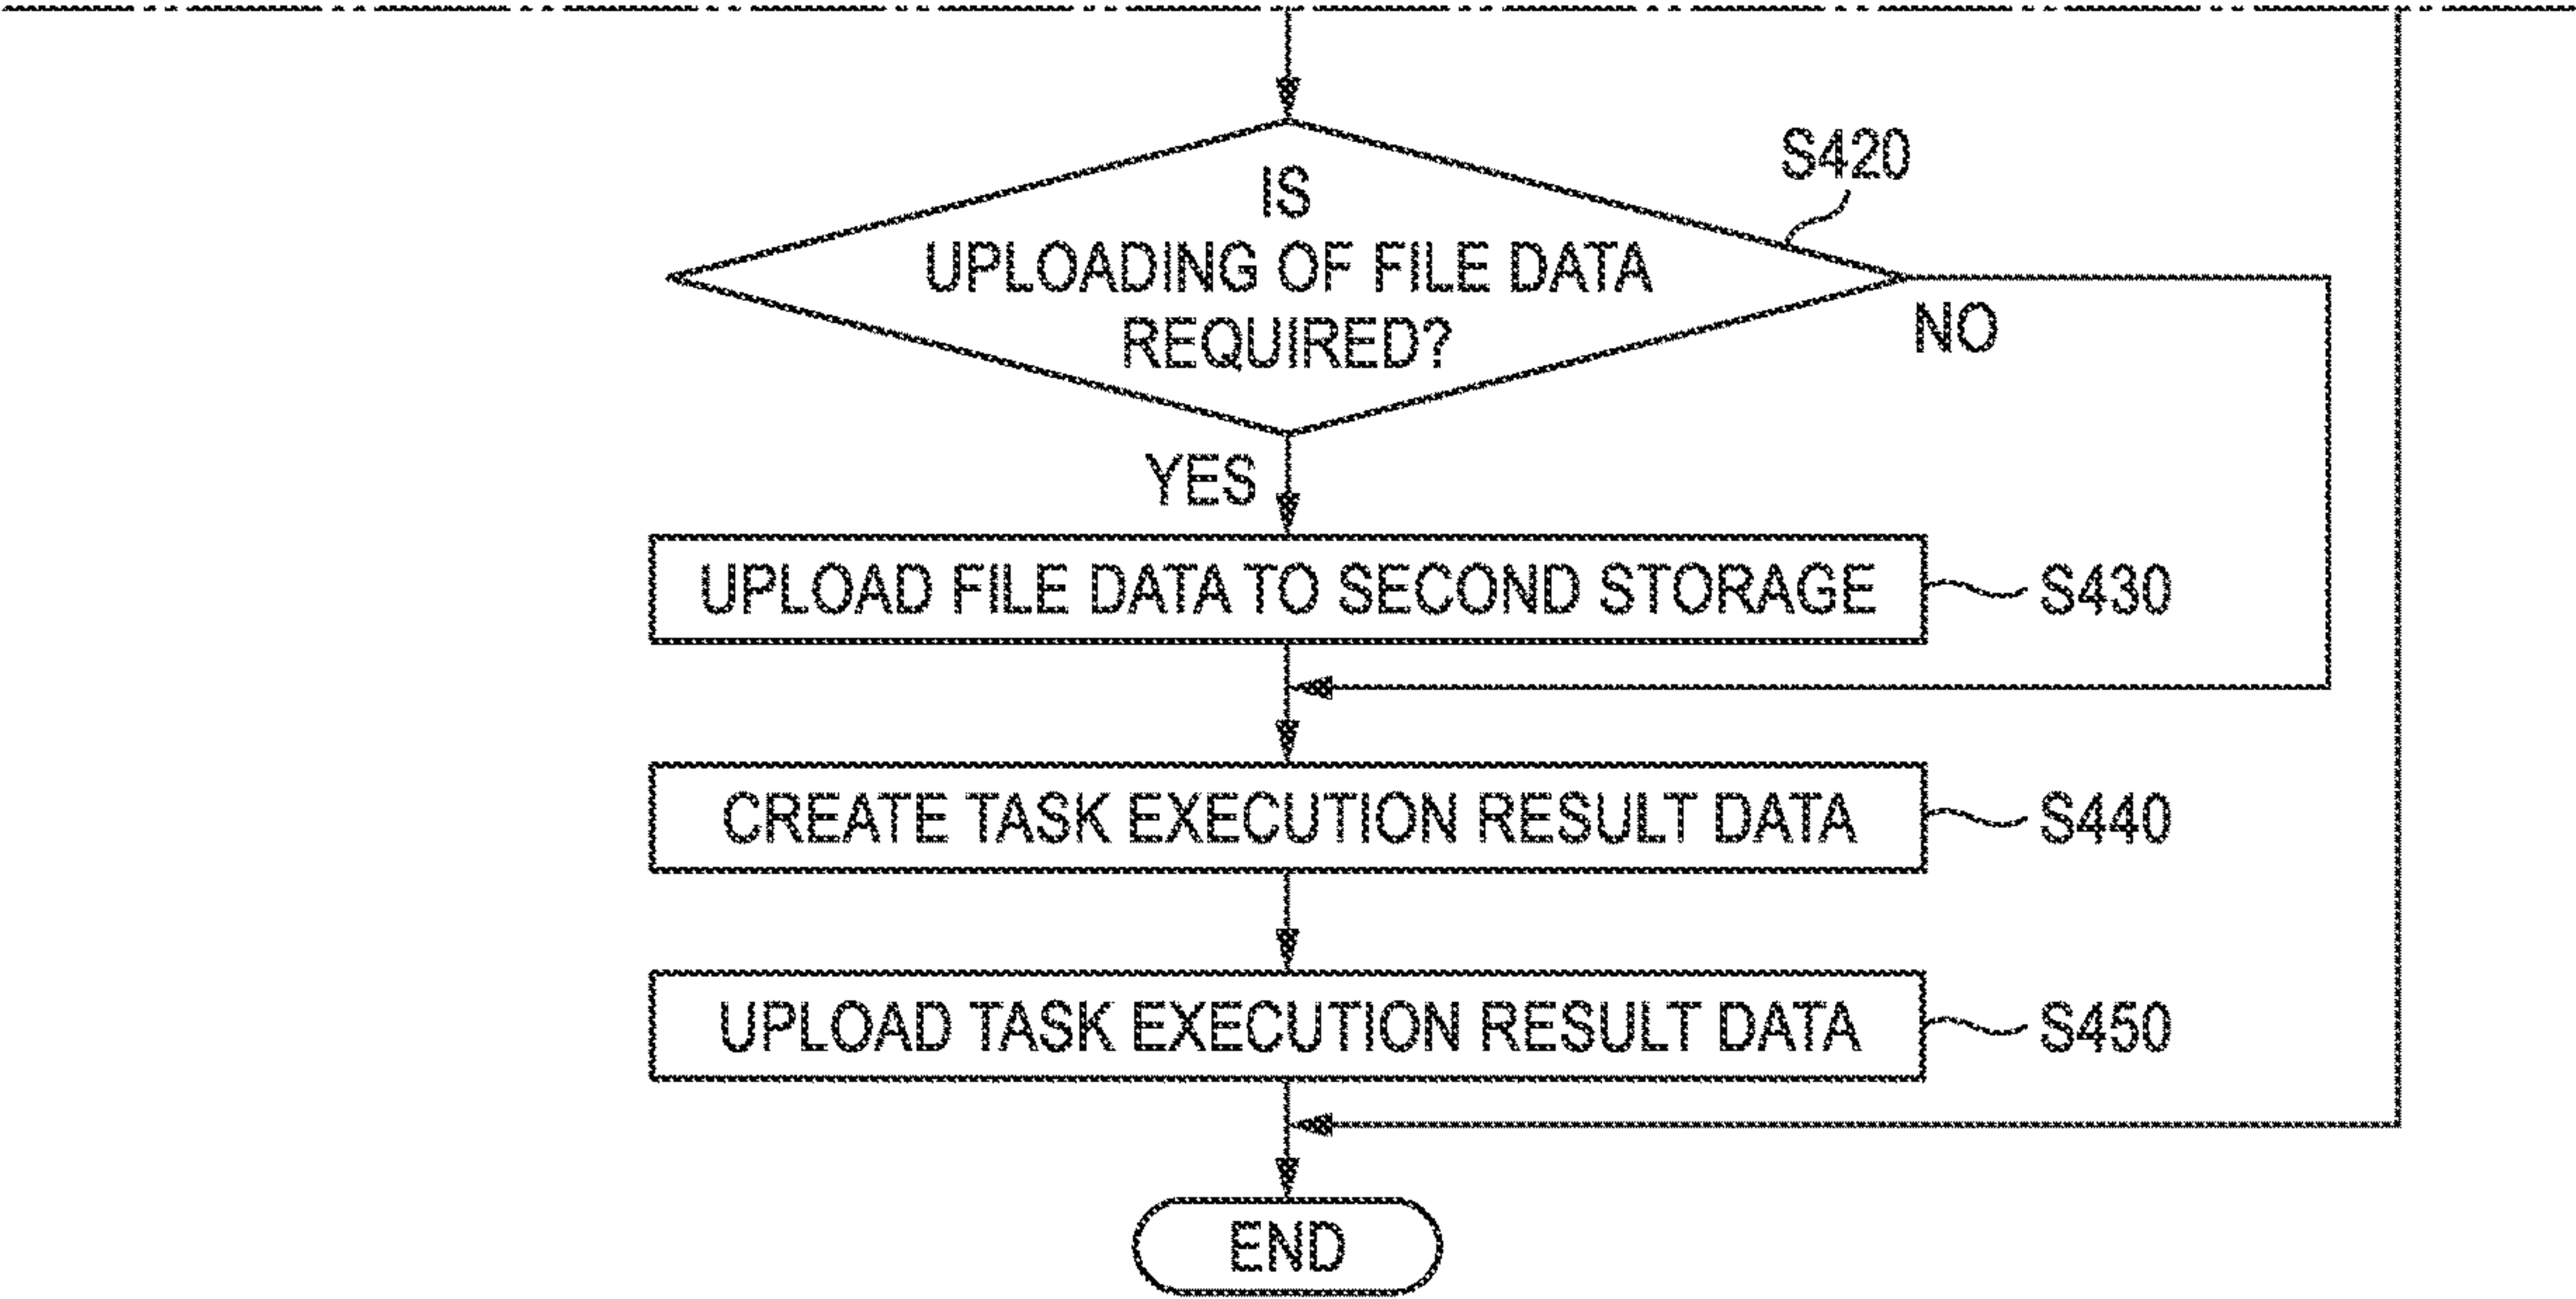 S420
IS
UPLOADING OF FILE DATA
REQUIRED?
NO
YES
UPLOAD FILE DATA TO SECOND STORAGE
S430
CREATE TASK EXECUTION RESULT DATA
S440
UPLOAD TASK EXECUTION RESULT DATA
S450
END